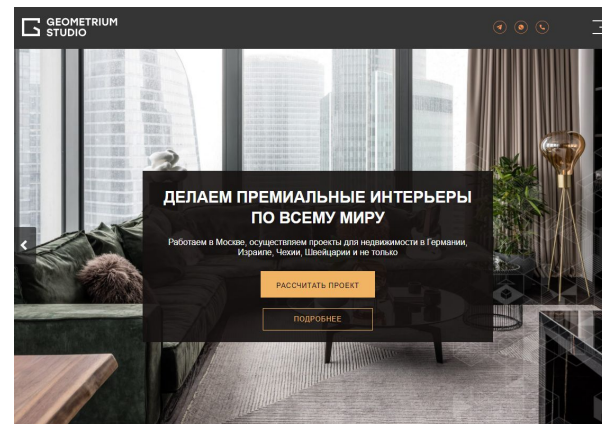 GEOMETRIUM
STUDIO
ДЕЛАЕМ ПРЕМИАЛЬНЫЕ ИНТЕРЬЕРЫ
ПО ВСЕМУ МИРУ
Работаем в Москве, осуществляем проекты для недвижимости в Германии,
Израиле, Чехии, Швейцарии и не только
РАССЧИТАТЬ ПРОЕКТ
ПОДРОБНЕЕ